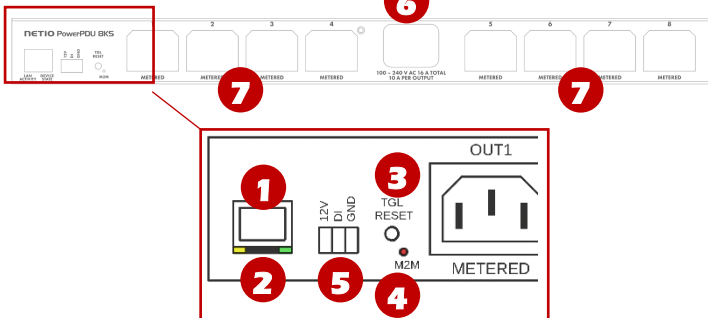 6
NETIO PowerPDU 8KS
2
3
4
5
6
7
8
12V
DI
GND
TGL
RESET
LAN
ACTIVITY
DEVICE
STATE
M2M
METERED
METERED
METERED
METERED
100 – 240 V AC 16 A TOTAL
10 A PER OUTPUT
METERED
METERED
METERED
METERED
7
7
OUT1
1
3
12V
DI
GND
TGL
RESET
M2M
METERED
2
5
4